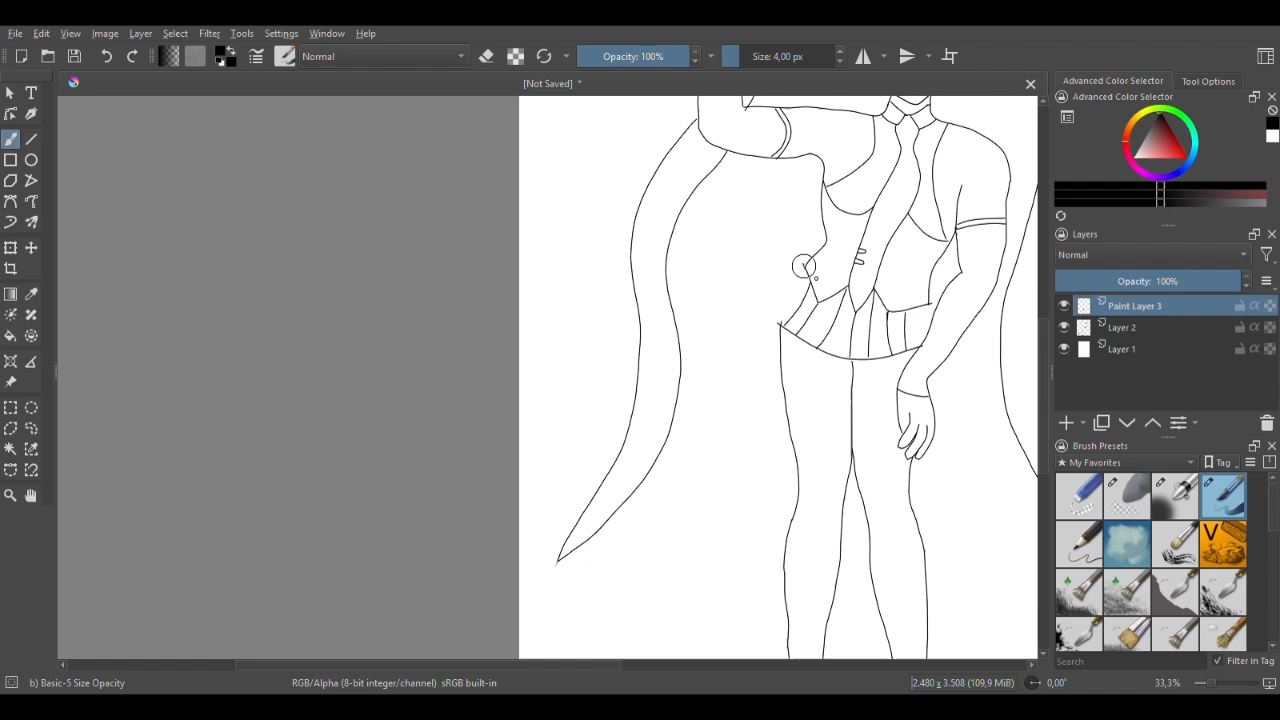 File Edit View Image Layer Select Filter Tools Settings Window Help
Normal Opacity: 100% Size: 4,00 px
[Not Saved] *
Advanced Color Selector Tool Options
Advanced Color Selector
Layers
Normal
Opacity: 100%
Paint Layer 3
Layer 2
Layer 1
Brush Presets
★ My Favorites Tag
V
Search Filter in Tag
b) Basic-5 Size Opacity RGB/Alpha (8-bit integer/channel) sRGB built-in 2.480 x 3.508 (109,9 MiB) 0,00° 33,3%